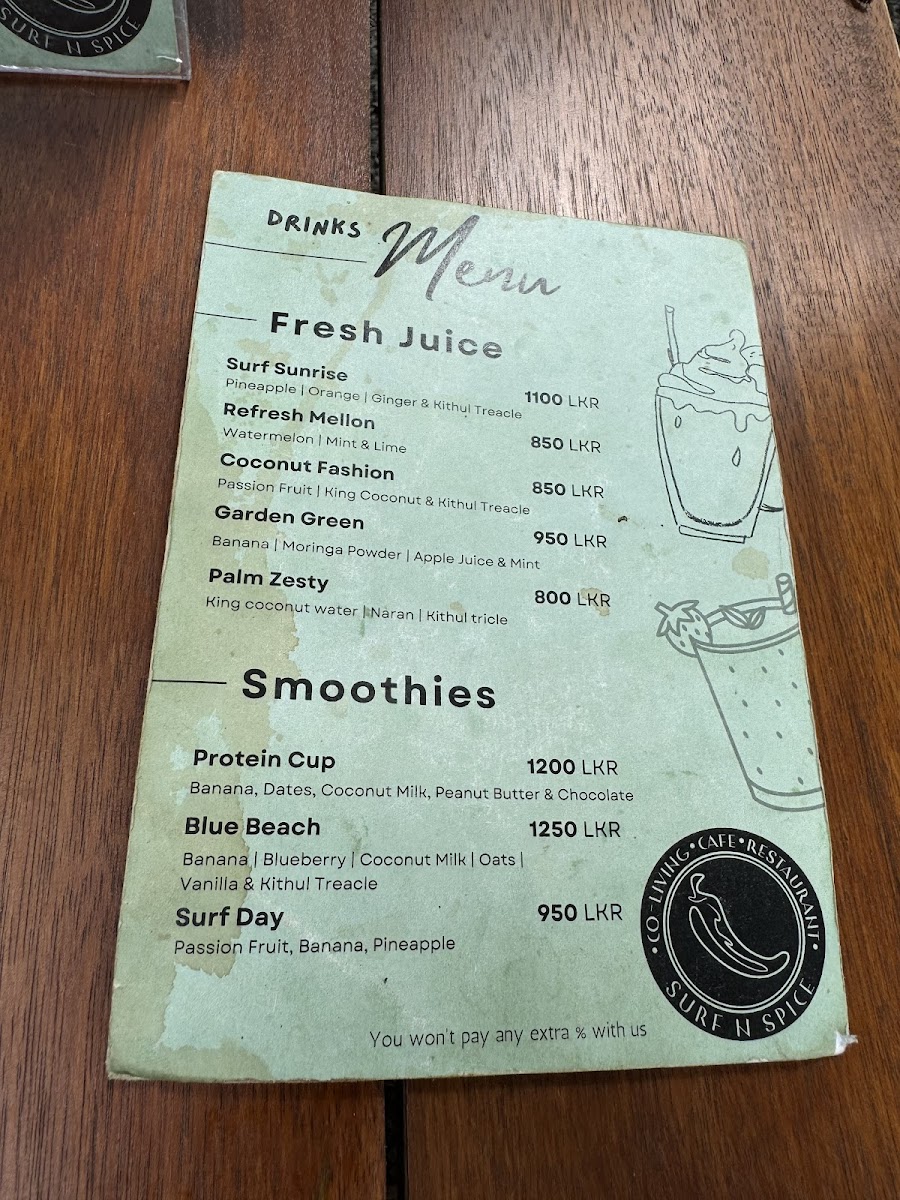 SURF N SPICE
DRINKS Menu
Fresh Juice
Surf Sunrise
Pineapple | Orange | Ginger & Kithul Treacle
1100 LKR
Refresh Mellon
Watermelon | Mint & Lime
850 LKR
Coconut Fashion
Passion Fruit | King Coconut & Kithul Treacle
850 LKR
Garden Green
Banana | Moringa Powder | Apple Juice & Mint
950 LKR
Palm Zesty
King coconut water | Naran | Kithul tricle
800 LKR
Smoothies
Protein Cup 1200 LKR
Banana, Dates, Coconut Milk, Peanut Butter & Chocolate
Blue Beach 1250 LKR
Banana | Blueberry | Coconut Milk | Oats |
Vanilla & Kithul Treacle
Surf Day 950 LKR
Passion Fruit, Banana, Pineapple
You won't pay any extra % with us
•CO-LIVING•CAFE•RESTAURANT•
SURF N SPICE